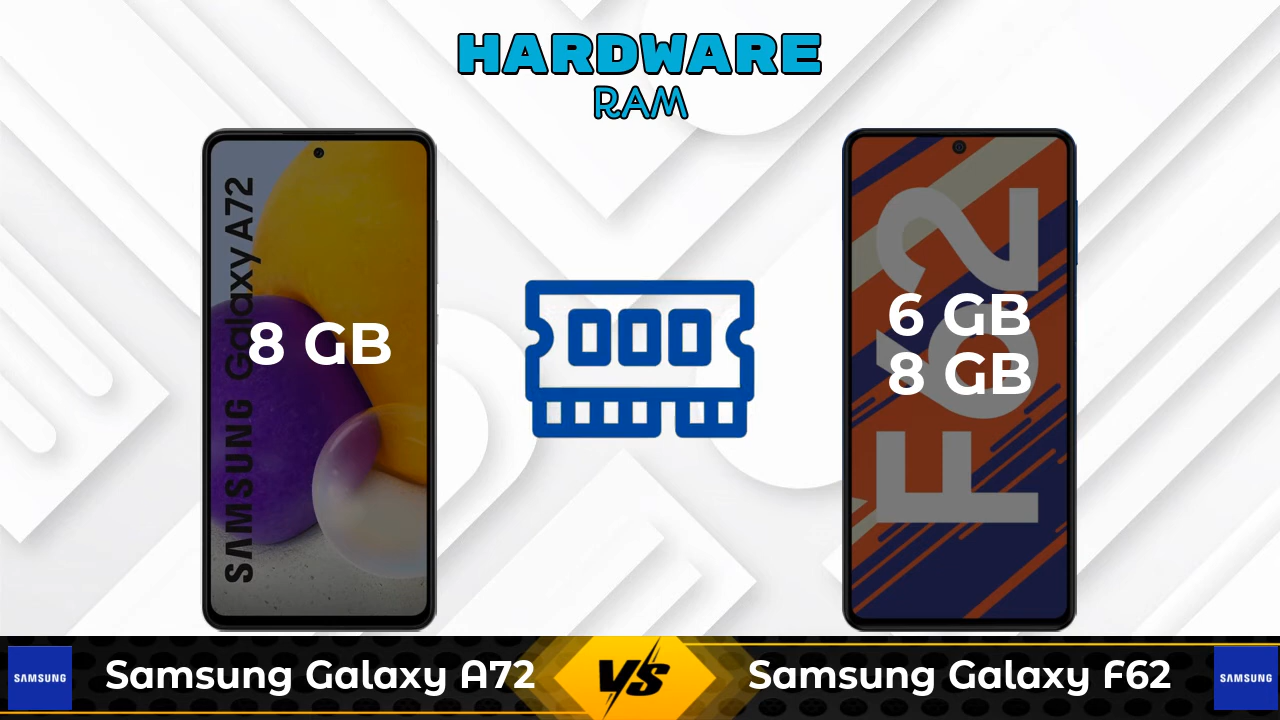 HARDWARE
RAM
SAMSUNG Galaxy A72
8 GB
F62
6 GB
8 GB
SAMSUNG
Samsung Galaxy A72
VS
Samsung Galaxy F62
SAMSUNG